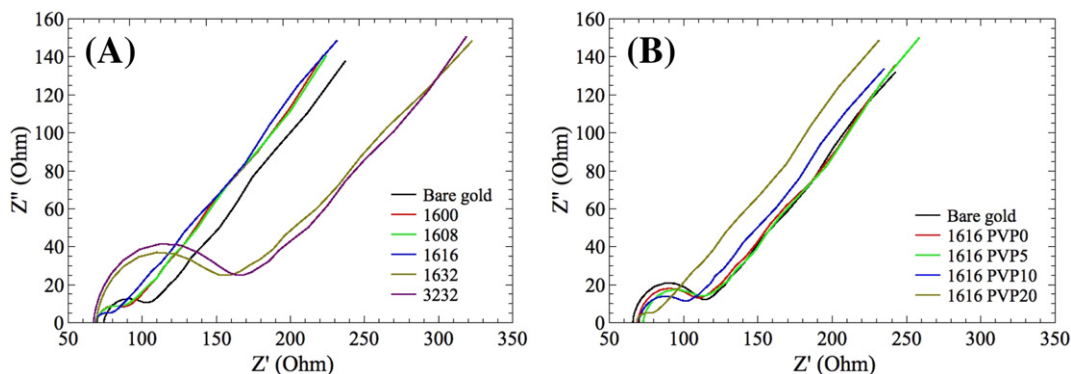 (A)
Z'' (Ohm)
160
140
120
100
80
60
40
20
0
Bare gold
1600
1608
1616
1632
3232
50 100 150 200 250 300 350
Z' (Ohm)
(B)
Z'' (Ohm)
160
140
120
100
80
60
40
20
0
Bare gold
1616 PVP0
1616 PVP5
1616 PVP10
1616 PVP20
50 100 150 200 250 300 350
Z' (Ohm)